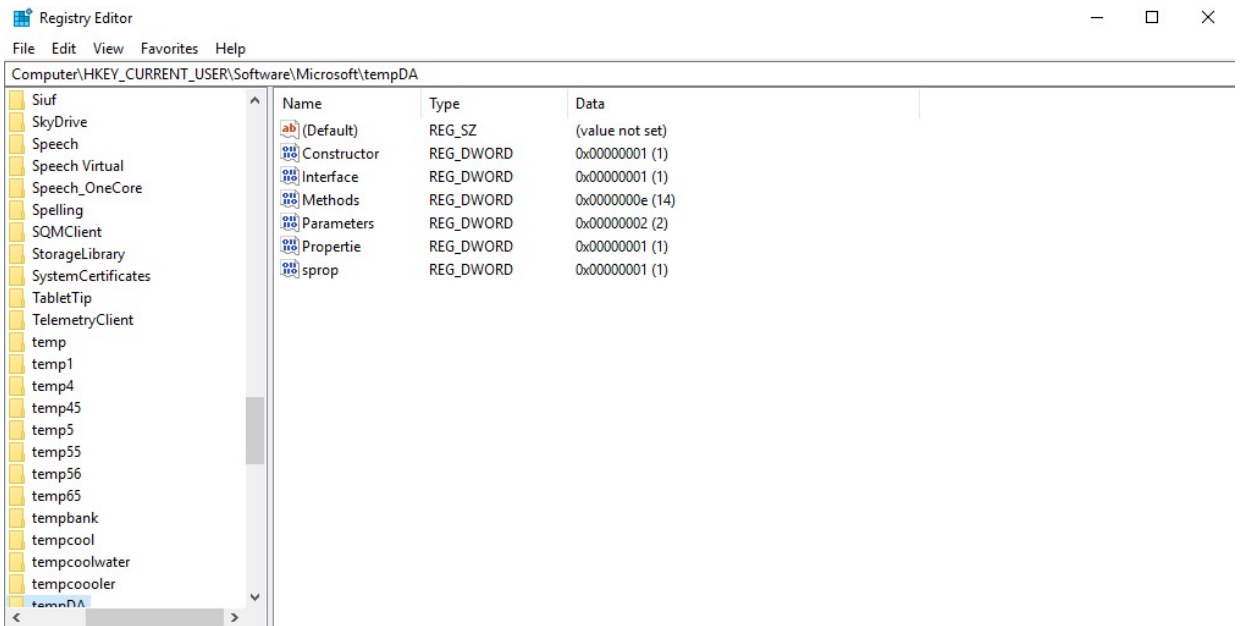 Registry Editor
File Edit View Favorites Help
Computer\HKEY_CURRENT_USER\Software\Microsoft\tempDA
Siuf
SkyDrive
Speech
Speech Virtual
Speech_OneCore
Spelling
SQMClient
StorageLibrary
SystemCertificates
TabletTip
TelemetryClient
temp
temp1
temp4
temp45
temp5
temp55
temp56
temp65
tempbank
tempcool
tempcoolwater
tempcoooler
tempDA
Name Type Data
(Default) REG_SZ (value not set)
Constructor REG_DWORD 0x00000001 (1)
Interface REG_DWORD 0x00000001 (1)
Methods REG_DWORD 0x0000000e (14)
Parameters REG_DWORD 0x00000002 (2)
Propertie REG_DWORD 0x00000001 (1)
sprop REG_DWORD 0x00000001 (1)